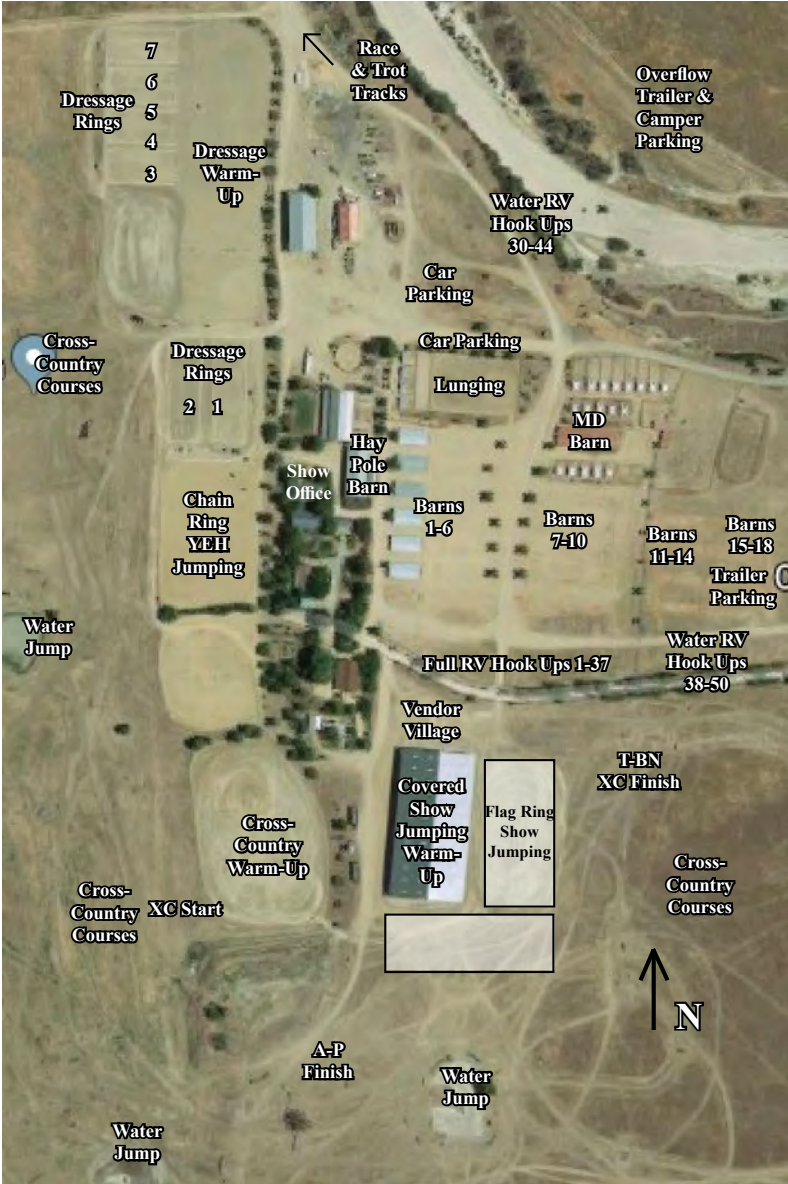 7
6
5
4
3
Dressage
Rings
Dressage
Warm-
Up
Race
& Trot
Tracks
Overflow
Trailer &
Camper
Parking
Water RV
Hook Ups
30-44
Car
Parking
Cross-
Country
Courses
Dressage
Rings
2 1
Car Parking
Lunging
MD
Barn
Hay
Pole
Barn
Show
Office
Chain
Ring
YEH
Jumping
Barns
1-6
Barns
7-10
Barns
11-14
Barns
15-18
Trailer
Parking
Water
Jump
Full RV Hook Ups 1-37
Water RV
Hook Ups
38-50
Vendor
Village
Covered
Show
Jumping
Warm-
Up
Flag Ring
Show
Jumping
T-BN
XC Finish
Cross-
Country
Warm-Up
Cross-
Country
Courses
Cross-
Country
Courses
XC Start
N
A-P
Finish
Water
Jump
Water
Jump